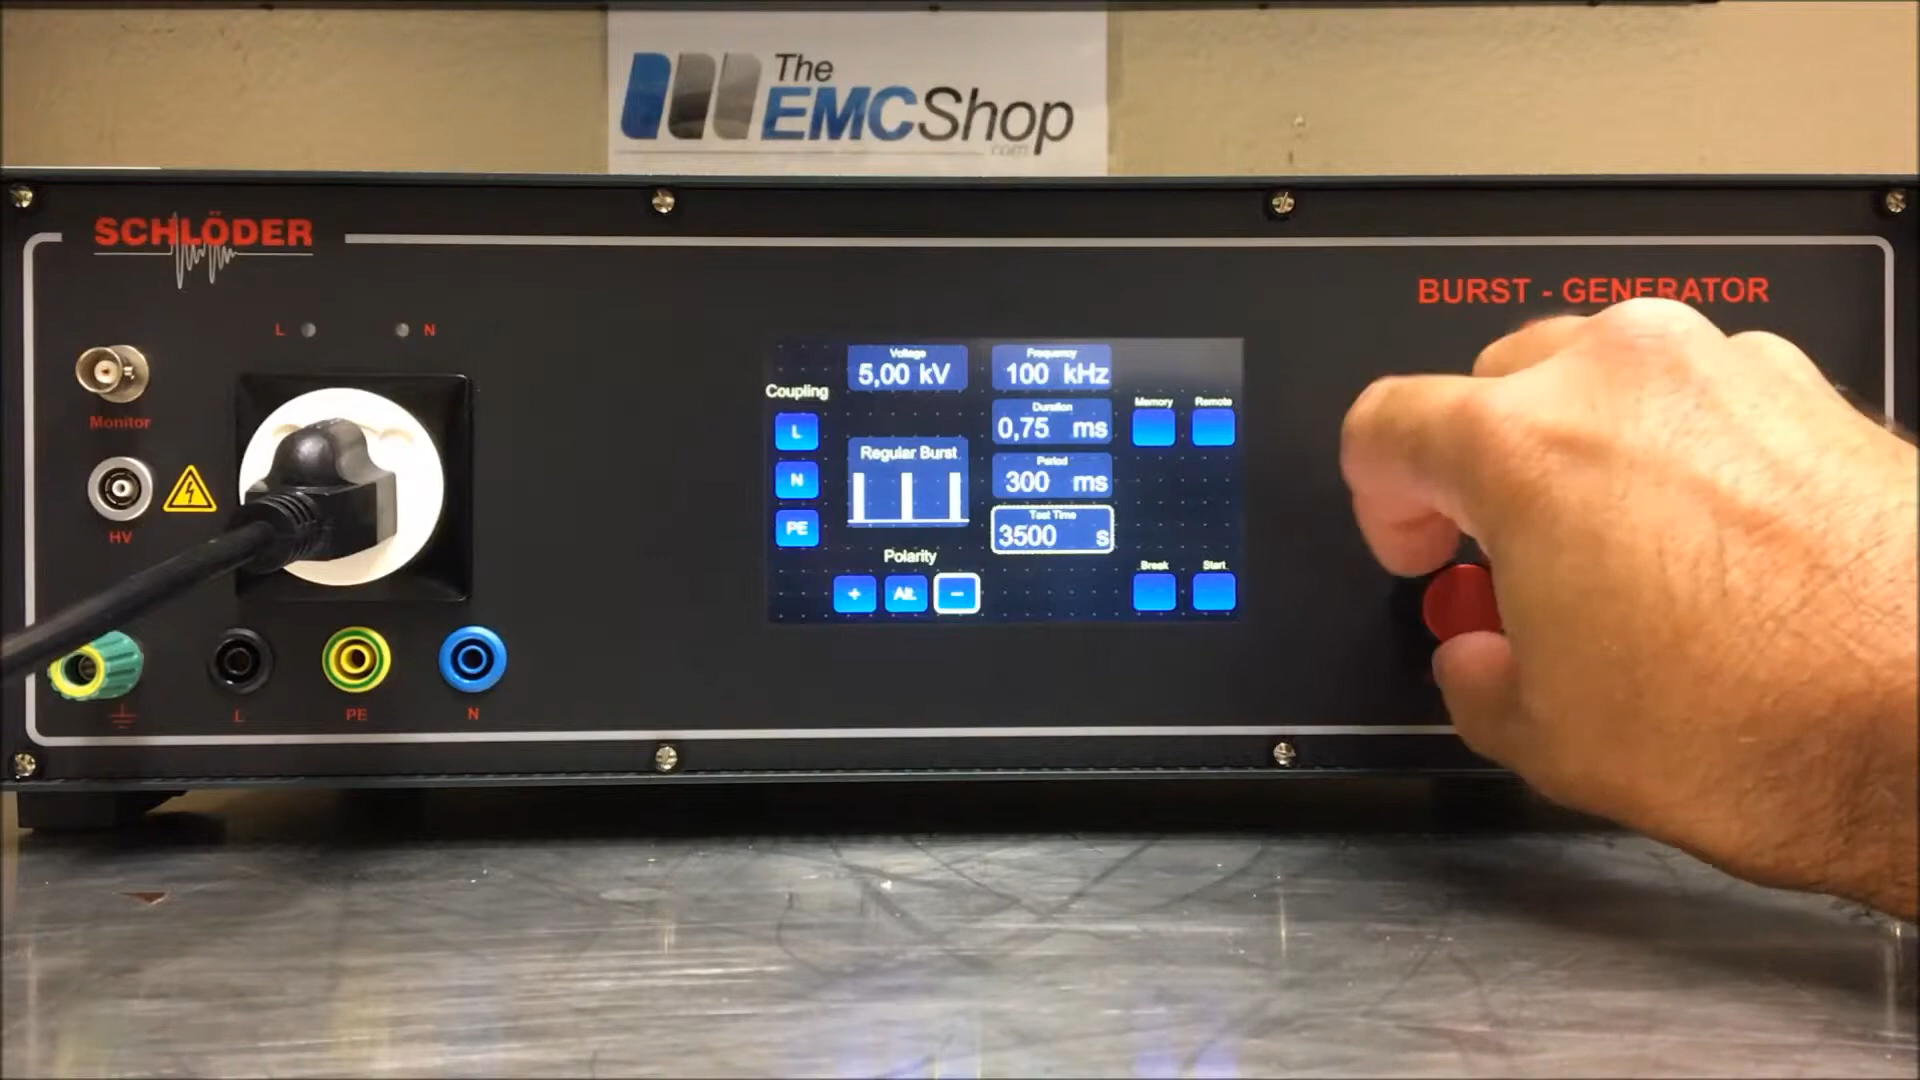 The
EMCShop
.com
SCHLÖDER
BURST - GENERATOR
L
N
Monitor
HV
L
PE
N
Coupling
L
N
PE
Voltage
5,00 kV
Regular Burst
Polarity
+
Alt.
−
Frequency
100 kHz
Duration
0,75 ms
Period
300 ms
Test Time
3500 s
Memory
Remote
Break
Start